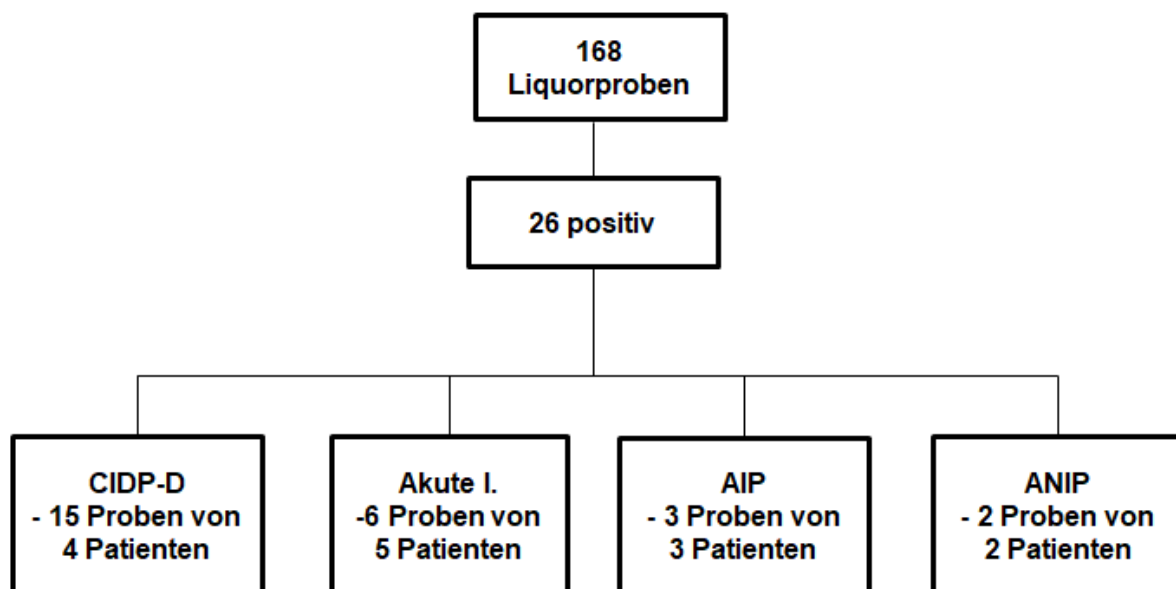 168
Liquorproben
26 positiv
CIDP-D
- 15 Proben von
4 Patienten
Akute I.
-6 Proben von
5 Patienten
AIP
- 3 Proben von
3 Patienten
ANIP
- 2 Proben von
2 Patienten